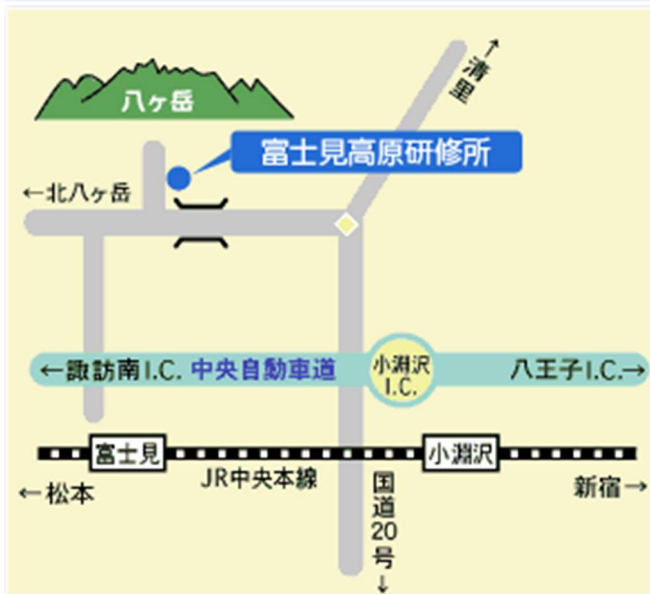 ↑清里
八ヶ岳
富士見高原研修所
←北八ヶ岳
←諏訪南I.C.
中央自動車道
小淵沢
I.C.
八王子I.C.→
富士見
小淵沢
JR中央本線
←松本
新宿→
国道20号↓